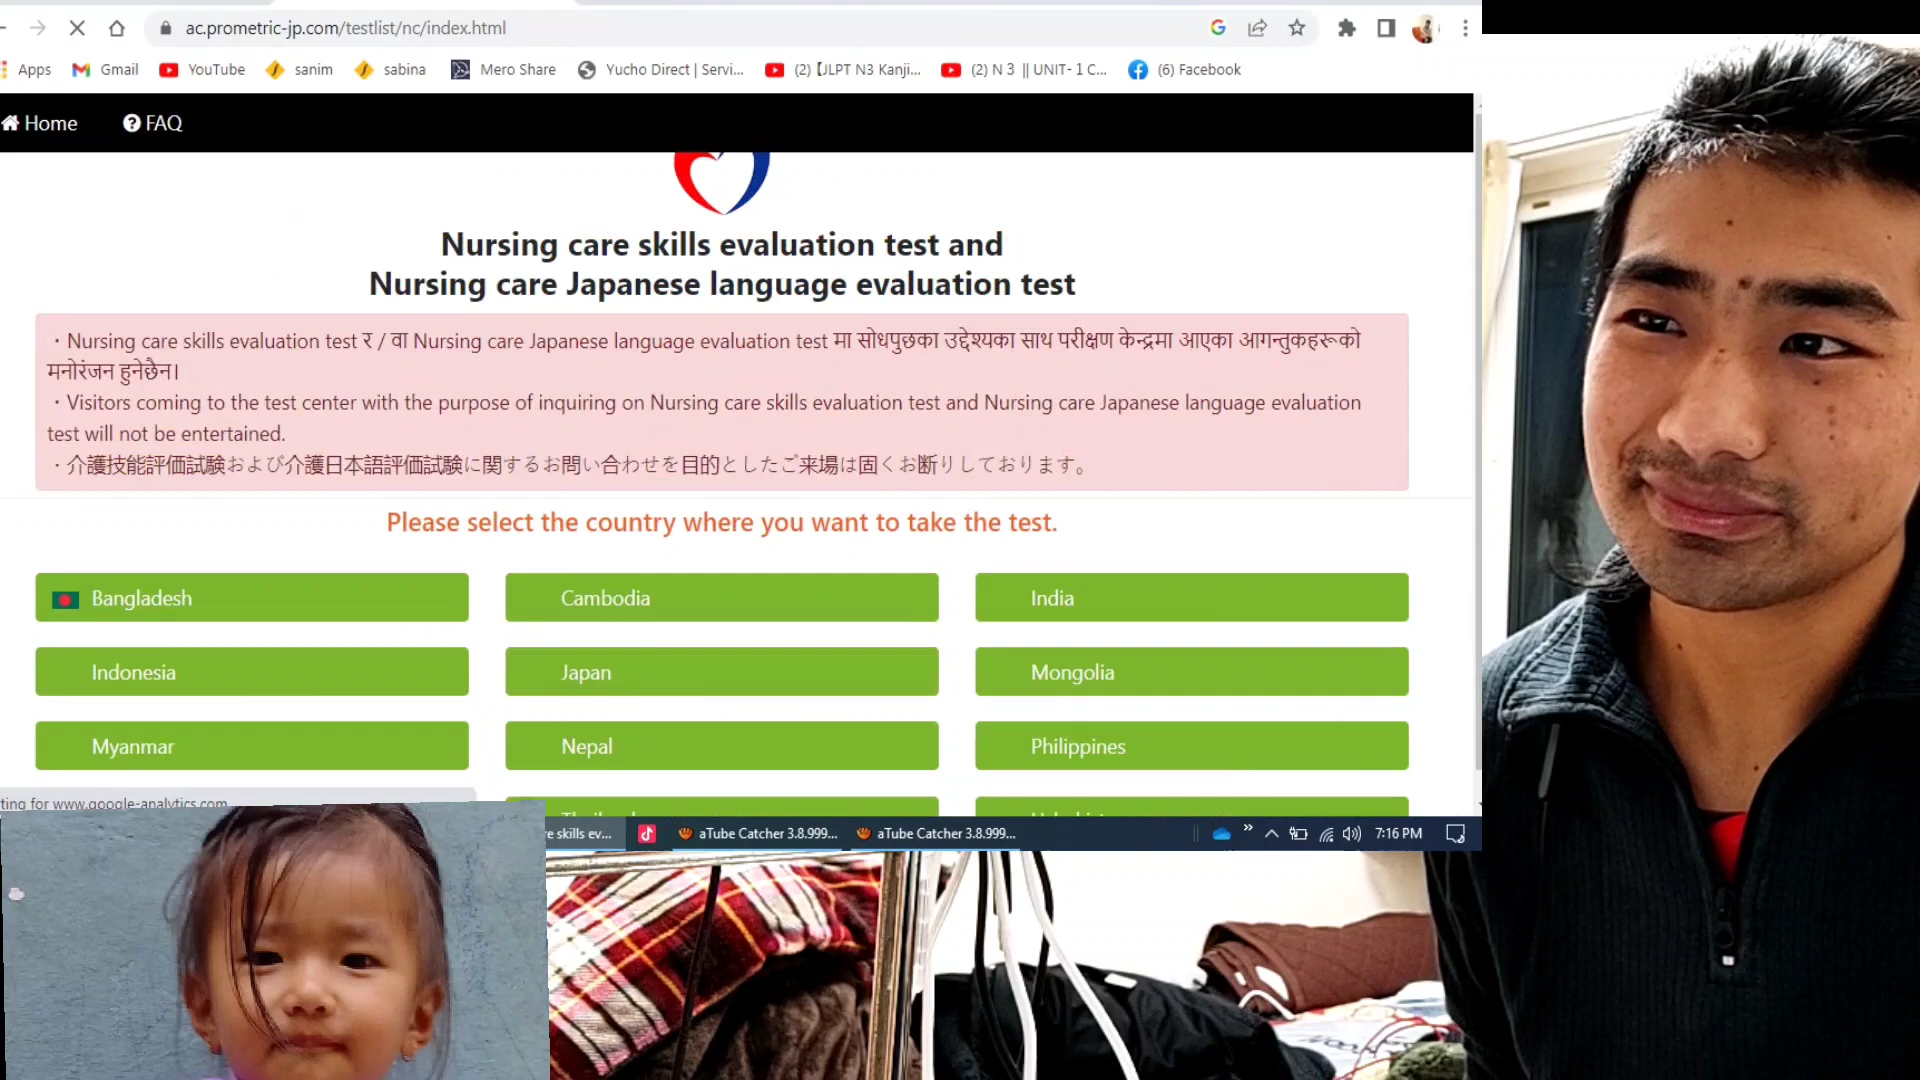 ac.prometric-jp.com/testlist/nc/index.html
Apps Gmail YouTube sanim sabina Mero Share Yucho Direct | Servi... (2)【JLPT N3 Kanji... (2) N 3 || UNIT- 1 C... (6) Facebook
Home FAQ
Nursing care skills evaluation test and
Nursing care Japanese language evaluation test
・Nursing care skills evaluation test र / वा Nursing care Japanese language evaluation test मा सोधपुछका उद्देश्यका साथ परीक्षण केन्द्रमा आएका आगन्तुकहरूको
मनोरंजन हुनेछैन।
・Visitors coming to the test center with the purpose of inquiring on Nursing care skills evaluation test and Nursing care Japanese language evaluation
test will not be entertained.
・介護技能評価試験および介護日本語評価試験に関するお問い合わせを目的としたご来場は固くお断りしております。
Please select the country where you want to take the test.
Bangladesh Cambodia India
Indonesia Japan Mongolia
Myanmar Nepal Philippines
ting for www.google-analytics.com
e skills ev... aTube Catcher 3.8.999... aTube Catcher 3.8.999... 7:16 PM